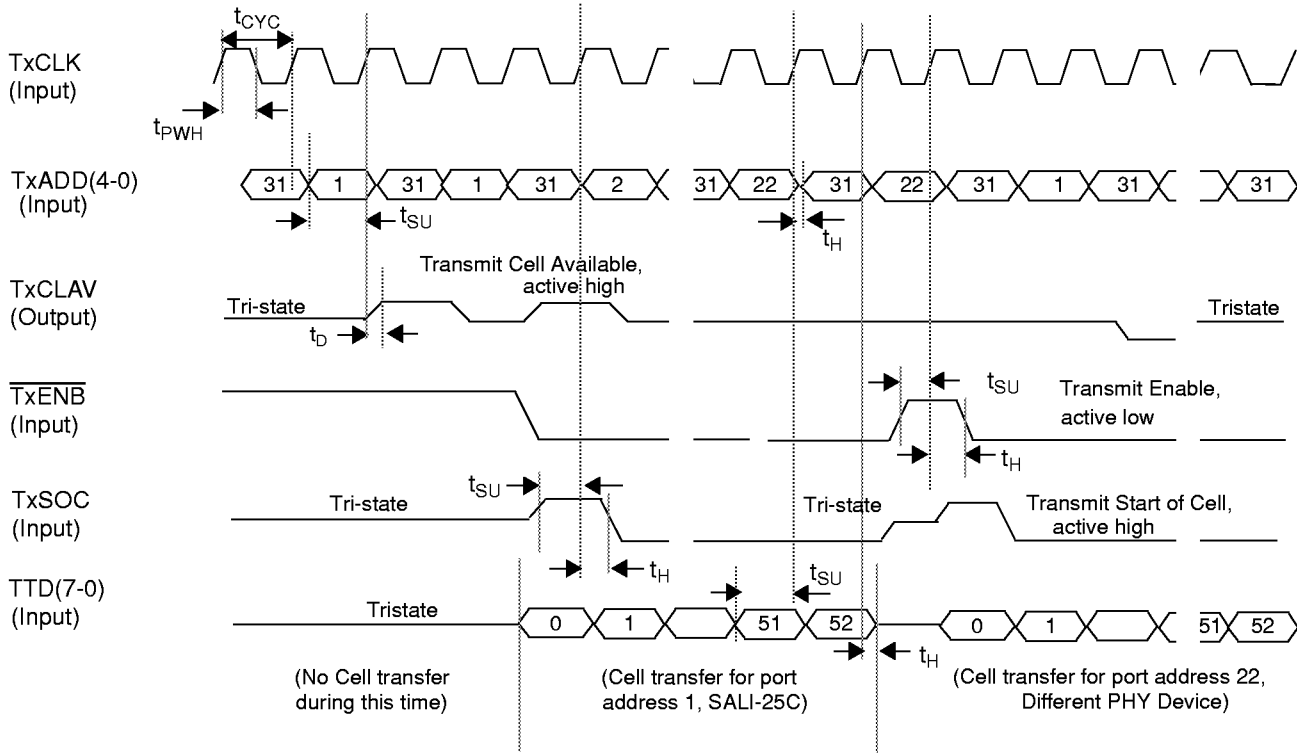 tCYC
TxCLK
(Input)
tPWH
TxADD(4-0)
(Input)
31 1 31 1 31 2 31 22 31 22 31 1 31 31
tSU
tH
TxCLAV
(Output)
Tri-state
Transmit Cell Available,
active high
Tristate
tD
TxENB
(Input)
tSU
Transmit Enable,
active low
tH
TxSOC
(Input)
Tri-state
tSU
Tri-state
Transmit Start of Cell,
active high
tH
tSU
TTD(7-0)
(Input)
Tristate
0 1 51 52 0 1 51 52
tH
(No Cell transfer
during this time)
(Cell transfer for port
address 1, SALI-25C)
(Cell transfer for port address 22,
Different PHY Device)